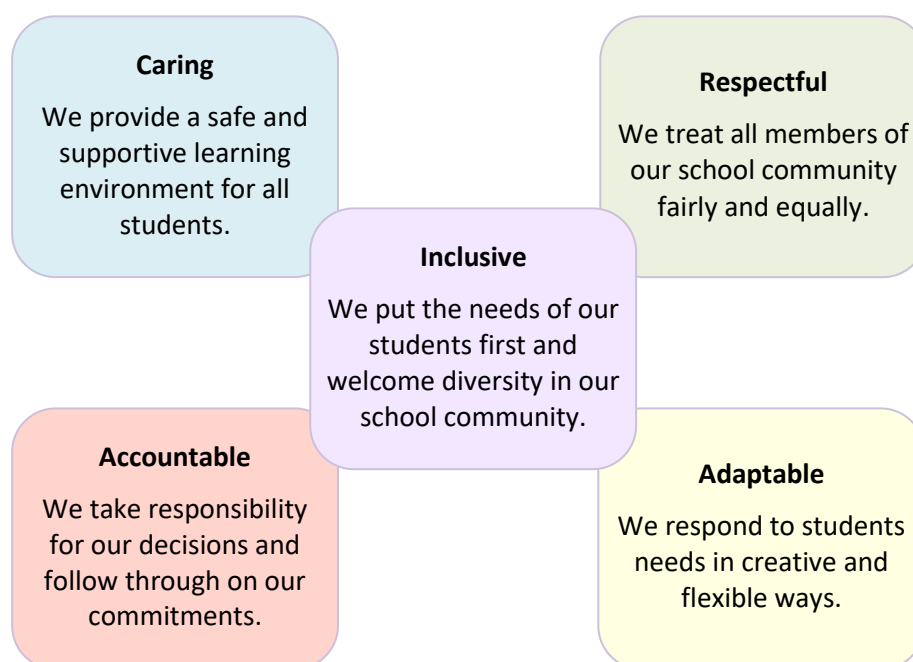 Caring
We provide a safe and
supportive learning
environment for all
students.
Respectful
We treat all members of
our school community
fairly and equally.
Inclusive
We put the needs of our
students first and
welcome diversity in our
school community.
Accountable
We take responsibility
for our decisions and
follow through on our
commitments.
Adaptable
We respond to students
needs in creative and
flexible ways.